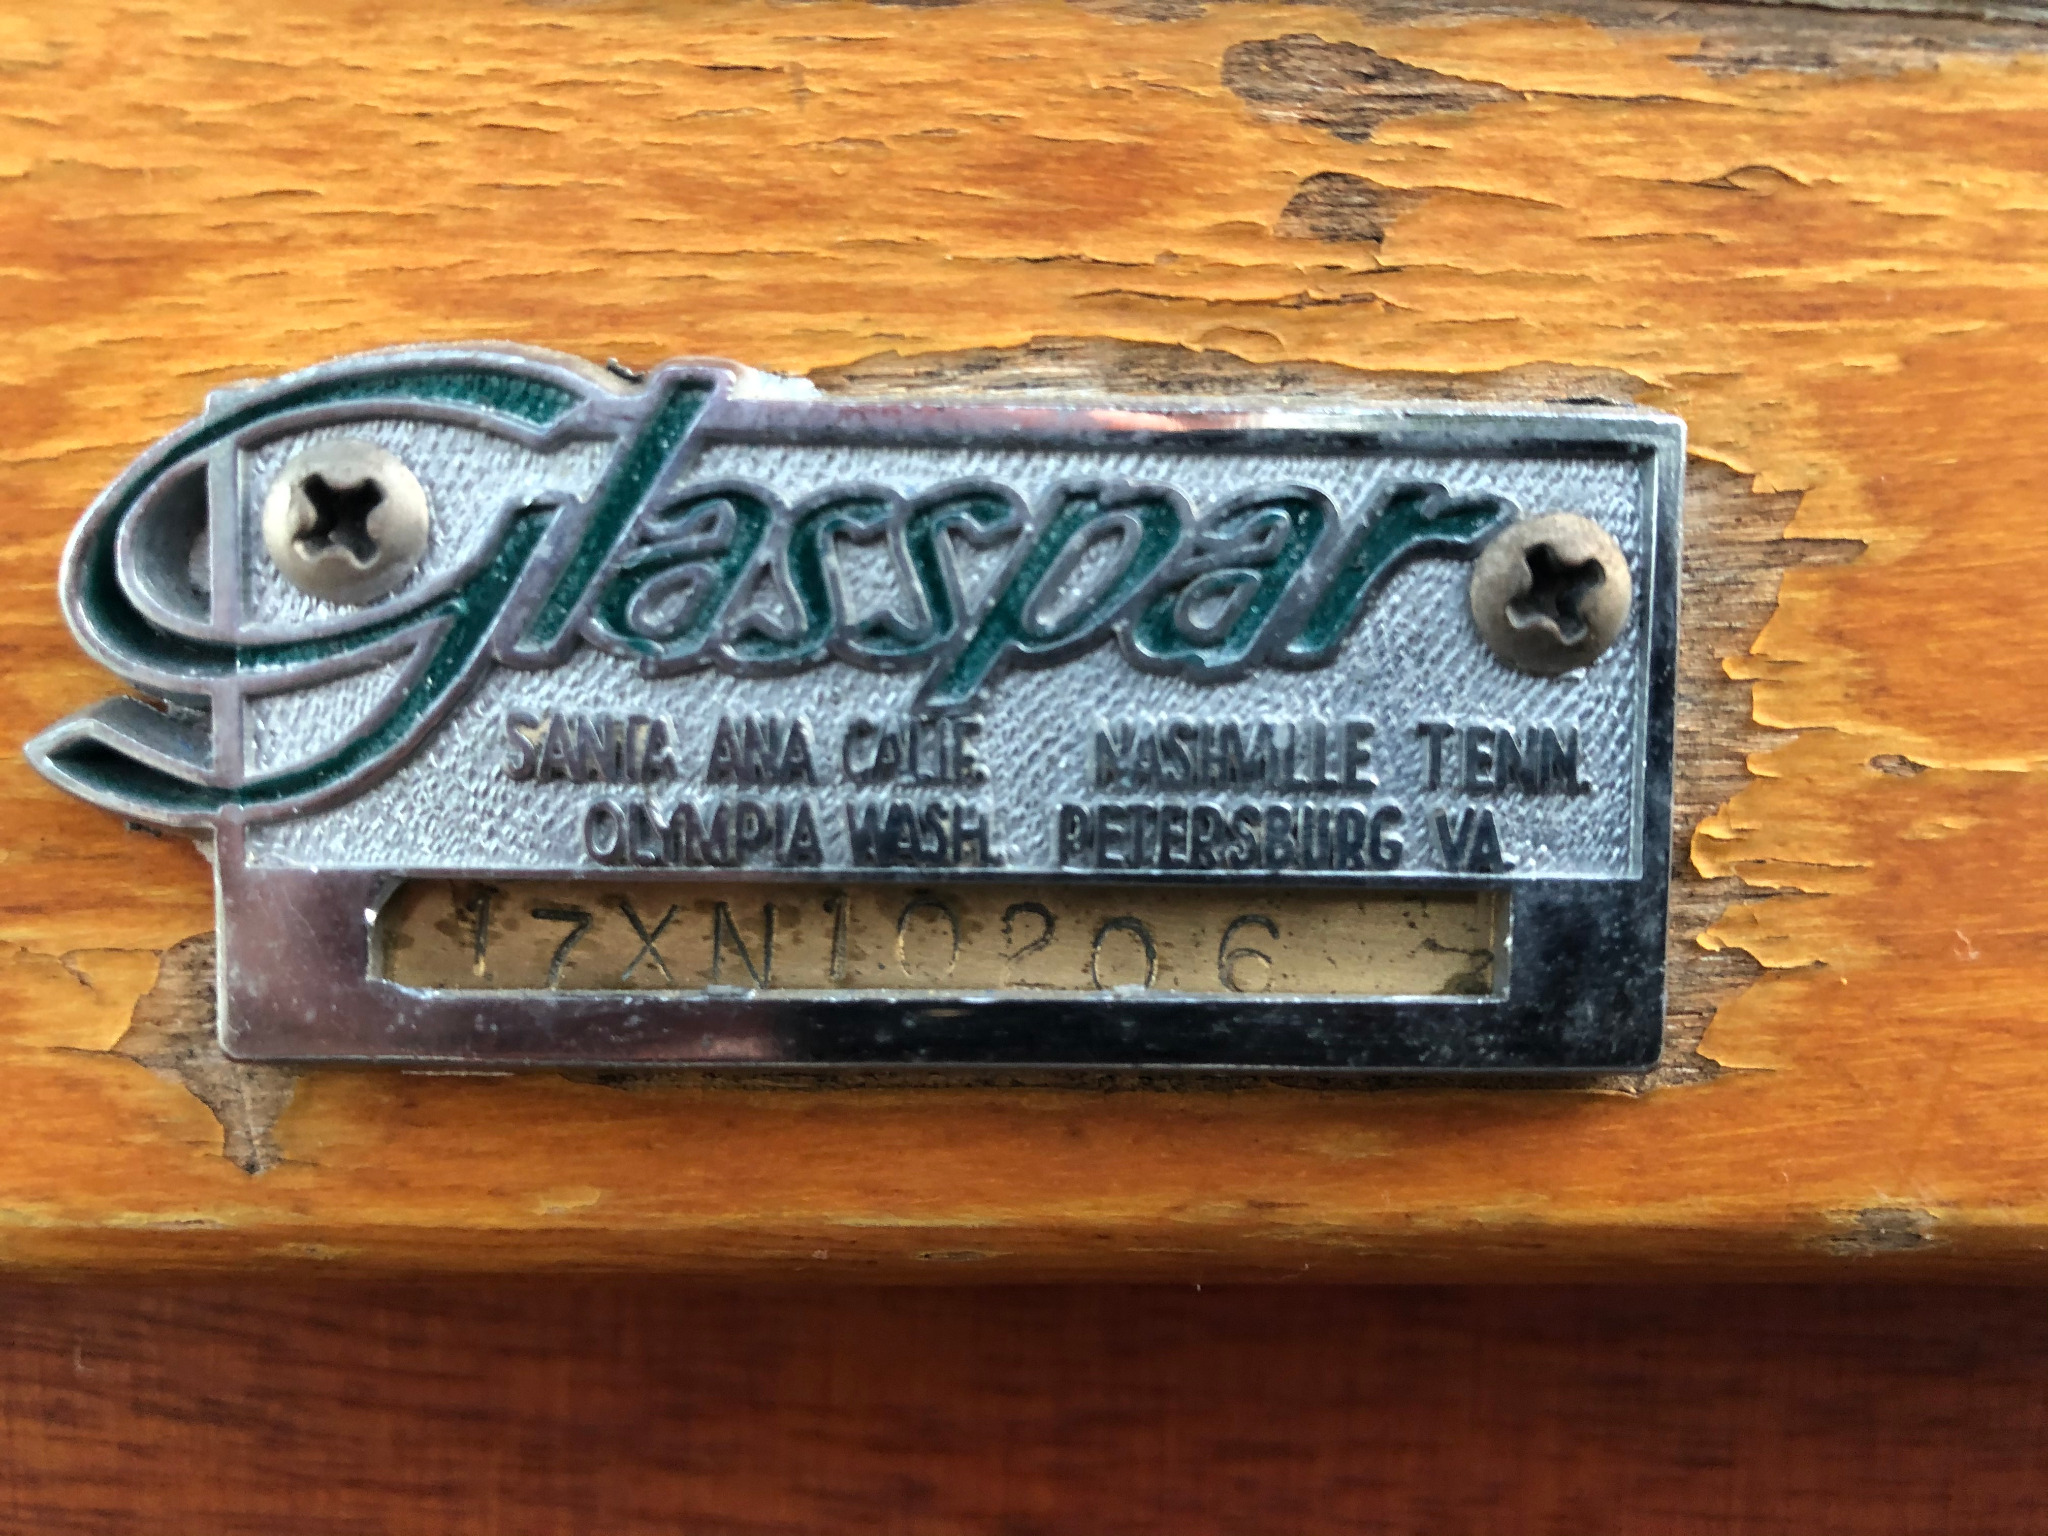 Glasspar
SANTA ANA CALIF. NASHVILLE TENN.
OLYMPIA WASH. PETERSBURG VA.
17XN10206